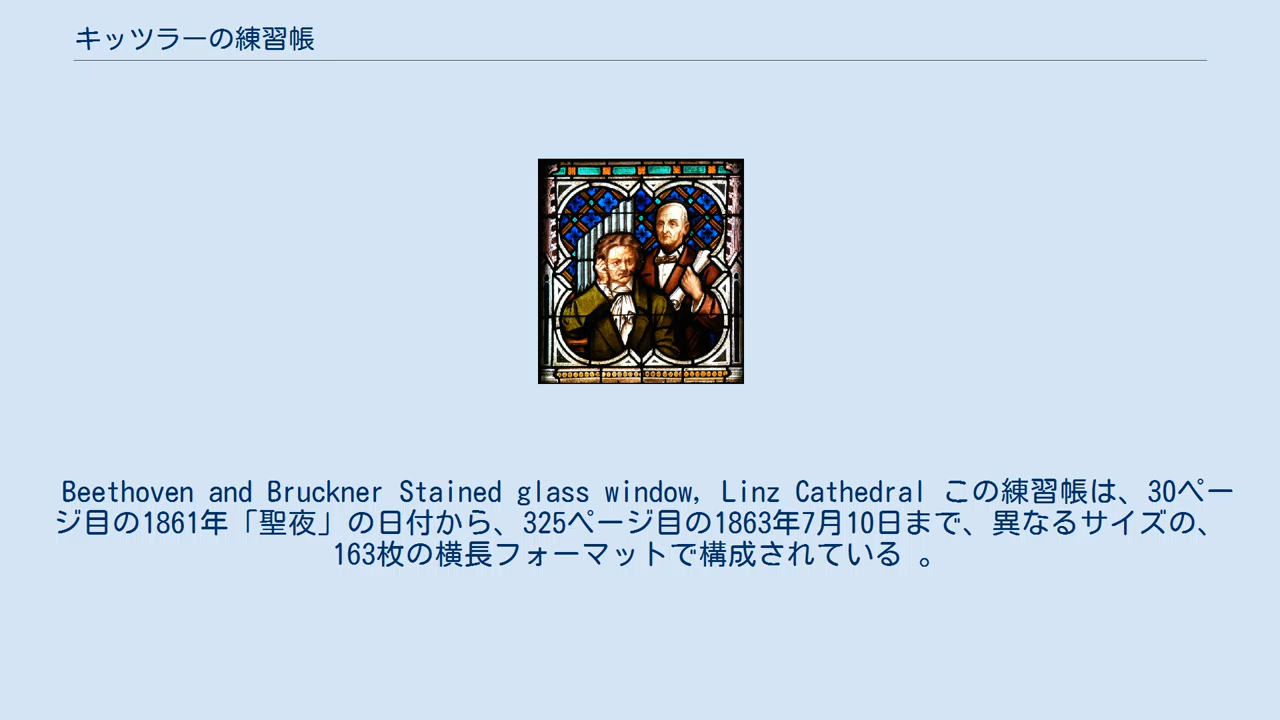 キッツラーの練習帳
Beethoven and Bruckner Stained glass window, Linz Cathedral この練習帳は、30ペー
ジ目の1861年「聖夜」の日付から、325ページ目の1863年7月10日まで、異なるサイズの、
163枚の横長フォーマットで構成されている 。